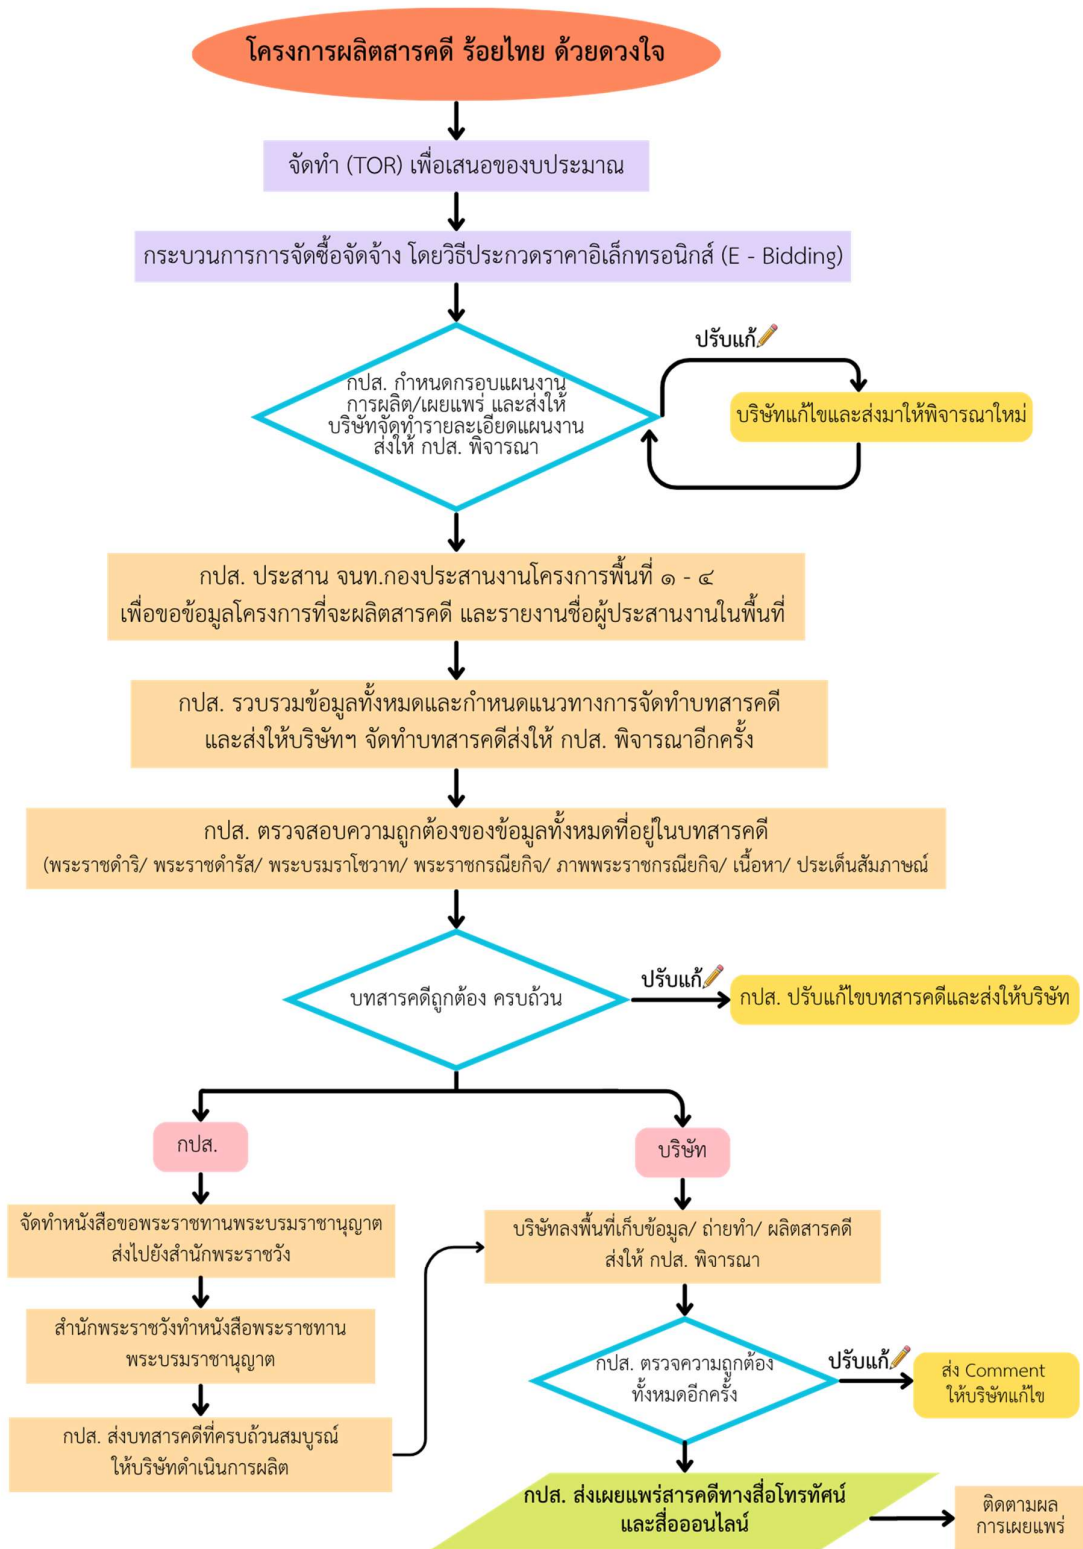 โครงการผลิตสารคดี ร้อยไทย ด้วยดวงใจ
จัดทำ (TOR) เพื่อเสนอของบประมาณ
กระบวนการการจัดซื้อจัดจ้าง โดยวิธีประกวดราคาอิเล็กทรอนิกส์ (E - Bidding)
กปส. กำหนดกรอบแผนงาน
การผลิต/เผยแพร่ และส่งให้
บริษัทจัดทำรายละเอียดแผนงาน
ส่งให้ กปส. พิจารณา
ปรับแก้
บริษัทแก้ไขและส่งมาให้พิจารณาใหม่
กปส. ประสาน จนท.กองประสานงานโครงการพื้นที่ ๑ - ๔
เพื่อขอข้อมูลโครงการที่จะผลิตสารคดี และรายงานชื่อผู้ประสานงานในพื้นที่
กปส. รวบรวมข้อมูลทั้งหมดและกำหนดแนวทางการจัดทำบทสารคดี
และส่งให้บริษัทฯ จัดทำบทสารคดีส่งให้ กปส. พิจารณาอีกครั้ง
กปส. ตรวจสอบความถูกต้องของข้อมูลทั้งหมดที่อยู่ในบทสารคดี
(พระราชดำริ/ พระราชดำรัส/ พระบรมราโชวาท/ พระราชกรณียกิจ/ ภาพพระราชกรณียกิจ/ เนื้อหา/ ประเด็นสัมภาษณ์
บทสารคดีถูกต้อง ครบถ้วน
ปรับแก้
กปส. ปรับแก้ไขบทสารคดีและส่งให้บริษัท
กปส.
จัดทำหนังสือขอพระราชทานพระบรมราชานุญาต
ส่งไปยังสำนักพระราชวัง
สำนักพระราชวังทำหนังสือพระราชทาน
พระบรมราชานุญาต
กปส. ส่งบทสารคดีที่ครบถ้วนสมบูรณ์
ให้บริษัทดำเนินการผลิต
บริษัท
บริษัทลงพื้นที่เก็บข้อมูล/ ถ่ายทำ/ ผลิตสารคดี
ส่งให้ กปส. พิจารณา
กปส. ตรวจความถูกต้อง
ทั้งหมดอีกครั้ง
ปรับแก้
ส่ง Comment
ให้บริษัทแก้ไข
กปส. ส่งเผยแพร่สารคดีทางสื่อโทรทัศน์
และสื่อออนไลน์
ติดตามผล
การเผยแพร่